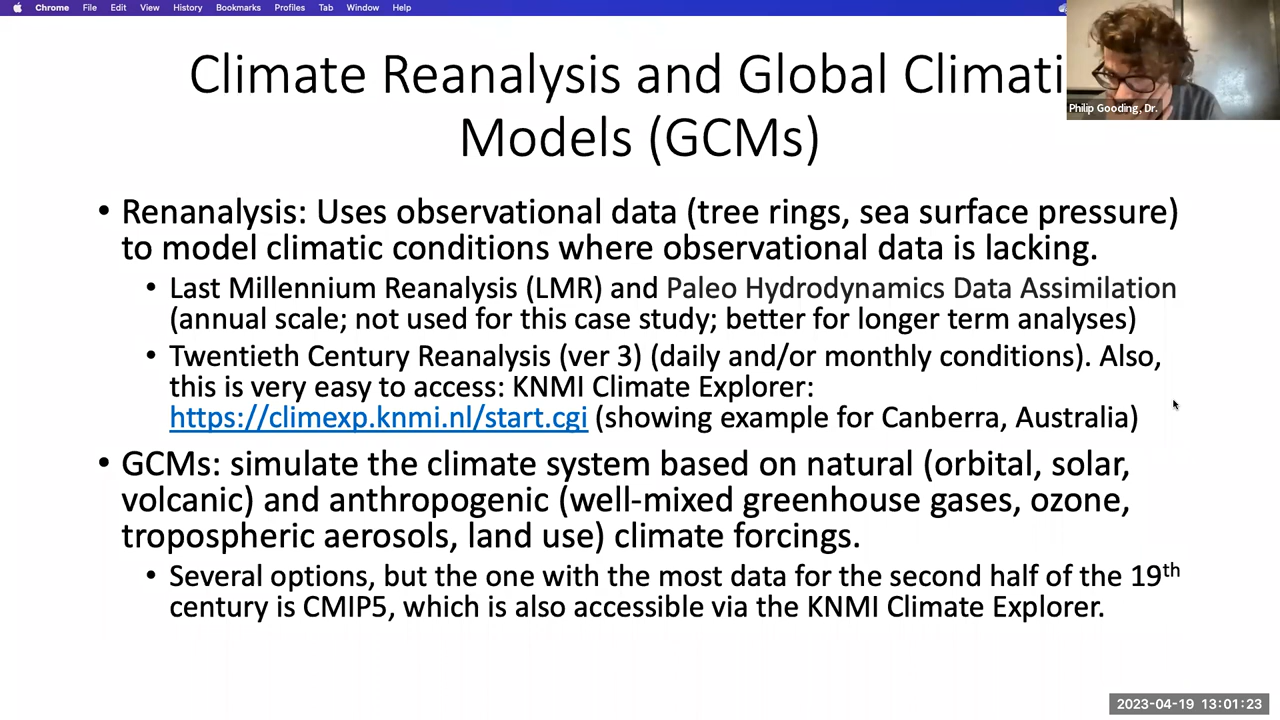 Chrome File Edit View History Bookmarks Profiles Tab Window Help
Climate Reanalysis and Global Climati
Models (GCMs)
Philip Gooding, Dr.
• Renanalysis: Uses observational data (tree rings, sea surface pressure)
to model climatic conditions where observational data is lacking.
• Last Millennium Reanalysis (LMR) and Paleo Hydrodynamics Data Assimilation
(annual scale; not used for this case study; better for longer term analyses)
• Twentieth Century Reanalysis (ver 3) (daily and/or monthly conditions). Also,
this is very easy to access: KNMI Climate Explorer:
https://climexp.knmi.nl/start.cgi (showing example for Canberra, Australia)
• GCMs: simulate the climate system based on natural (orbital, solar,
volcanic) and anthropogenic (well-mixed greenhouse gases, ozone,
tropospheric aerosols, land use) climate forcings.
• Several options, but the one with the most data for the second half of the 19th
century is CMIP5, which is also accessible via the KNMI Climate Explorer.
2023-04-19 13:01:23